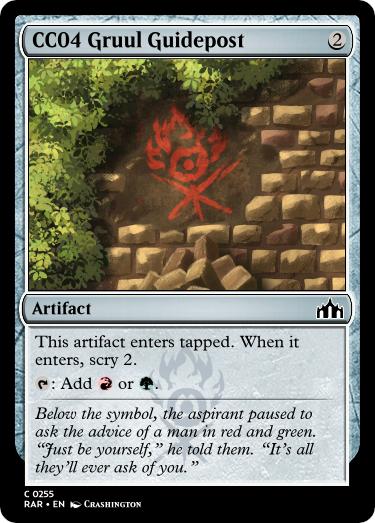 CC04 Gruul Guidepost 2
Artifact
This artifact enters tapped. When it
enters, scry 2.
: Add or .
Below the symbol, the aspirant paused to
ask the advice of a man in red and green.
“Just be yourself,” he told them. “It’s all
they’ll ever ask of you.”
C 0255
RAR • EN Crashington